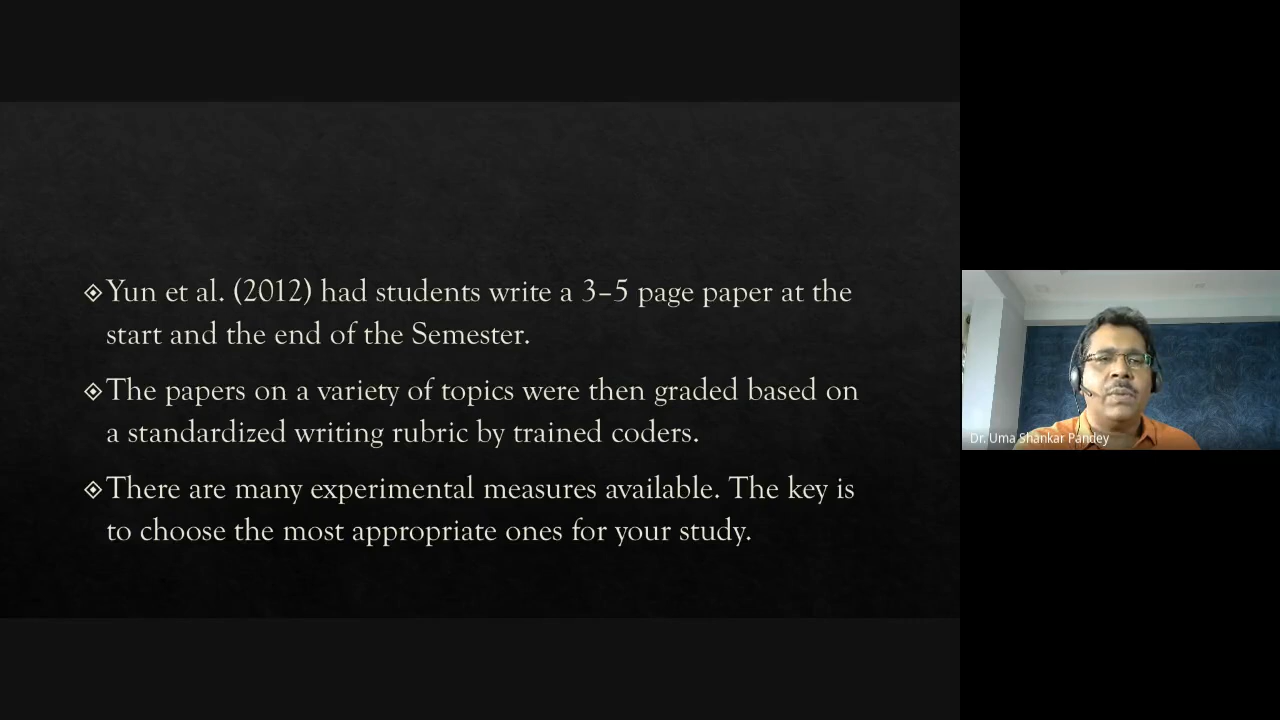 Yun et al. (2012) had students write a 3–5 page paper at the
start and the end of the Semester.
The papers on a variety of topics were then graded based on
a standardized writing rubric by trained coders.
There are many experimental measures available. The key is
to choose the most appropriate ones for your study.
Dr. Uma Shankar Pandey